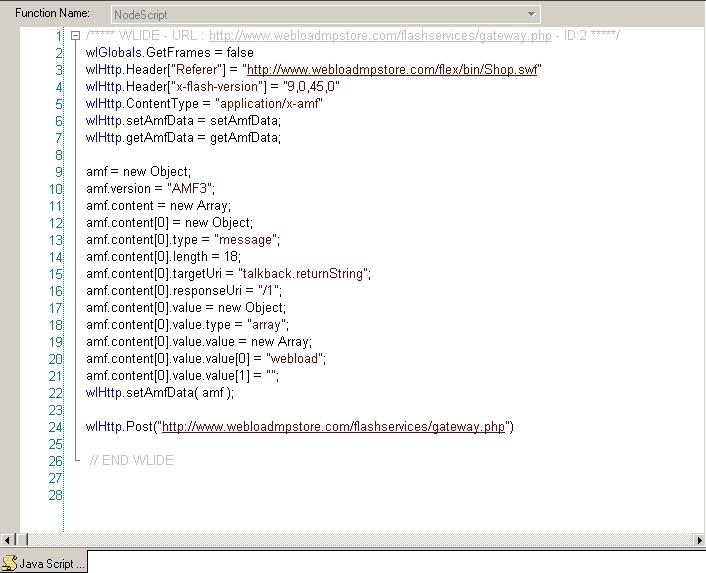 Function Name: NodeScript
1 /***** WLIDE - URL : http://www.webloadmpstore.com/flashservices/gateway.php - ID:2 *****/
2 wlGlobals.GetFrames = false
3 wlHttp.Header["Referer"] = "http://www.webloadmpstore.com/flex/bin/Shop.swf"
4 wlHttp.Header["x-flash-version"] = "9,0,45,0"
5 wlHttp.ContentType = "application/x-amf"
6 wlHttp.setAmfData = setAmfData;
7 wlHttp.getAmfData = getAmfData;
8
9 amf = new Object;
10 amf.version = "AMF3";
11 amf.content = new Array;
12 amf.content[0] = new Object;
13 amf.content[0].type = "message";
14 amf.content[0].length = 18;
15 amf.content[0].targetUri = "talkback.returnString";
16 amf.content[0].responseUri = "/1";
17 amf.content[0].value = new Object;
18 amf.content[0].value.type = "array";
19 amf.content[0].value.value = new Array;
20 amf.content[0].value.value[0] = "webload";
21 amf.content[0].value.value[1] = "";
22 wlHttp.setAmfData( amf );
23
24 wlHttp.Post("http://www.webloadmpstore.com/flashservices/gateway.php")
25
26 // END WLIDE
27
28
Java Script ...